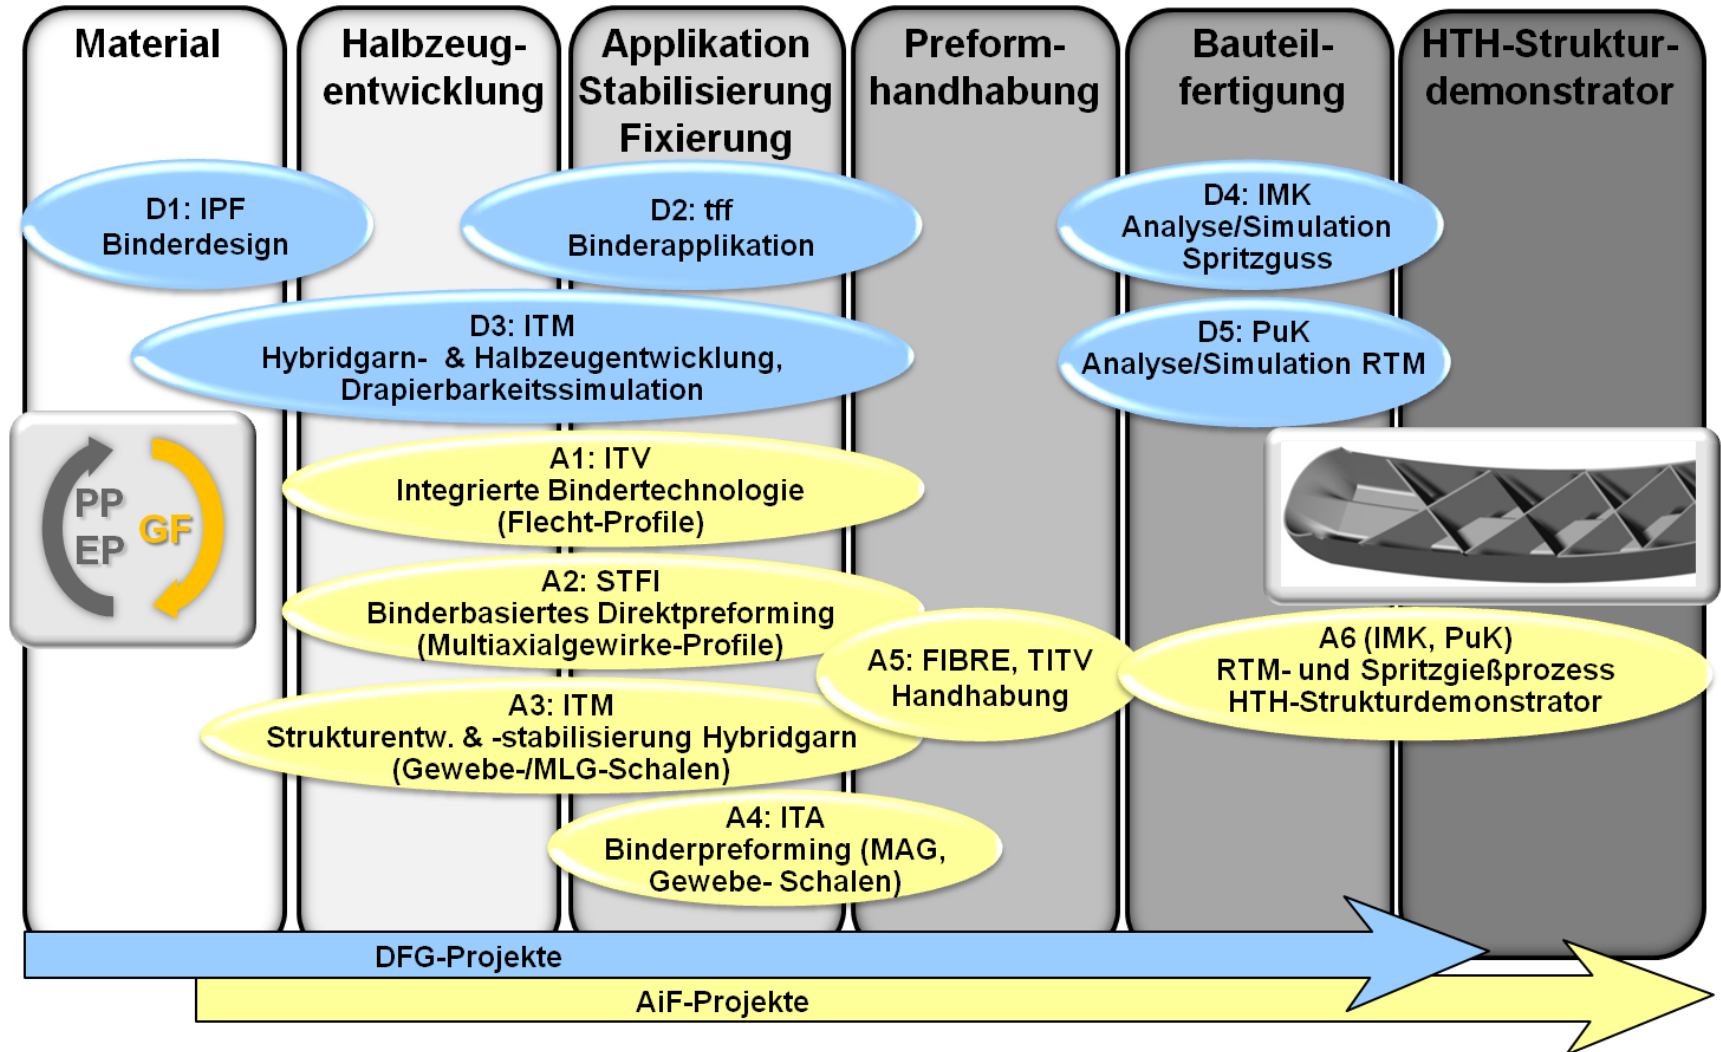 Material
Halbzeug-
entwicklung
Applikation
Stabilisierung
Fixierung
Preform-
handhabung
Bauteil-
fertigung
HTH-Struktur-
demonstrator
D1: IPF
Binderdesign
D2: tff
Binderapplikation
D4: IMK
Analyse/Simulation
Spritzguss
D3: ITM
Hybridgarn- & Halbzeugentwicklung,
Drapierbarkeitssimulation
D5: PuK
Analyse/Simulation RTM
PP
EP
GF
A1: ITV
Integrierte Bindertechnologie
(Flecht-Profile)
A2: STFI
Binderbasiertes Direktpreforming
(Multiaxialgewirke-Profile)
A5: FIBRE, TITV
Handhabung
A6 (IMK, PuK)
RTM- und Spritzgießprozess
HTH-Strukturdemonstrator
A3: ITM
Strukturentw. & -stabilisierung Hybridgarn
(Gewebe-/MLG-Schalen)
A4: ITA
Binderpreforming (MAG,
Gewebe- Schalen)
DFG-Projekte
AiF-Projekte